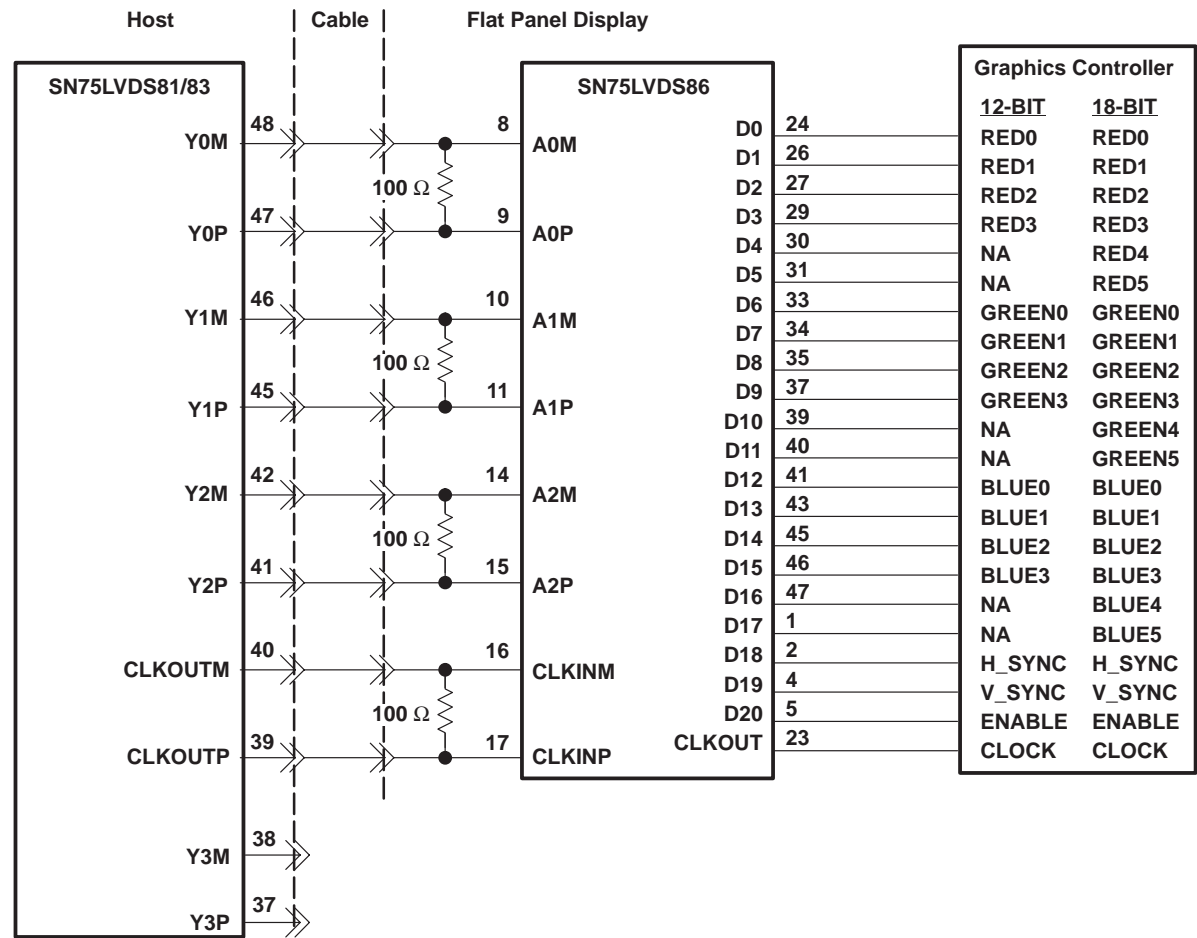 Host Cable Flat Panel Display
SN75LVDS81/83
SN75LVDS86
Graphics Controller
12-BIT 18-BIT
Y0M 48 8 A0M
100 Ω
Y0P 47 9 A0P
Y1M 46 10 A1M
100 Ω
Y1P 45 11 A1P
Y2M 42 14 A2M
100 Ω
Y2P 41 15 A2P
CLKOUTM 40 16 CLKINM
100 Ω
CLKOUTP 39 17 CLKINP
Y3M 38
Y3P 37
D0 24 RED0 RED0
D1 26 RED1 RED1
D2 27 RED2 RED2
D3 29 RED3 RED3
D4 30 NA RED4
D5 31 NA RED5
D6 33 GREEN0 GREEN0
D7 34 GREEN1 GREEN1
D8 35 GREEN2 GREEN2
D9 37 GREEN3 GREEN3
D10 39 NA GREEN4
D11 40 NA GREEN5
D12 41 BLUE0 BLUE0
D13 43 BLUE1 BLUE1
D14 45 BLUE2 BLUE2
D15 46 BLUE3 BLUE3
D16 47 NA BLUE4
D17 1 NA BLUE5
D18 2 H_SYNC H_SYNC
D19 4 V_SYNC V_SYNC
D20 5 ENABLE ENABLE
CLKOUT 23 CLOCK CLOCK